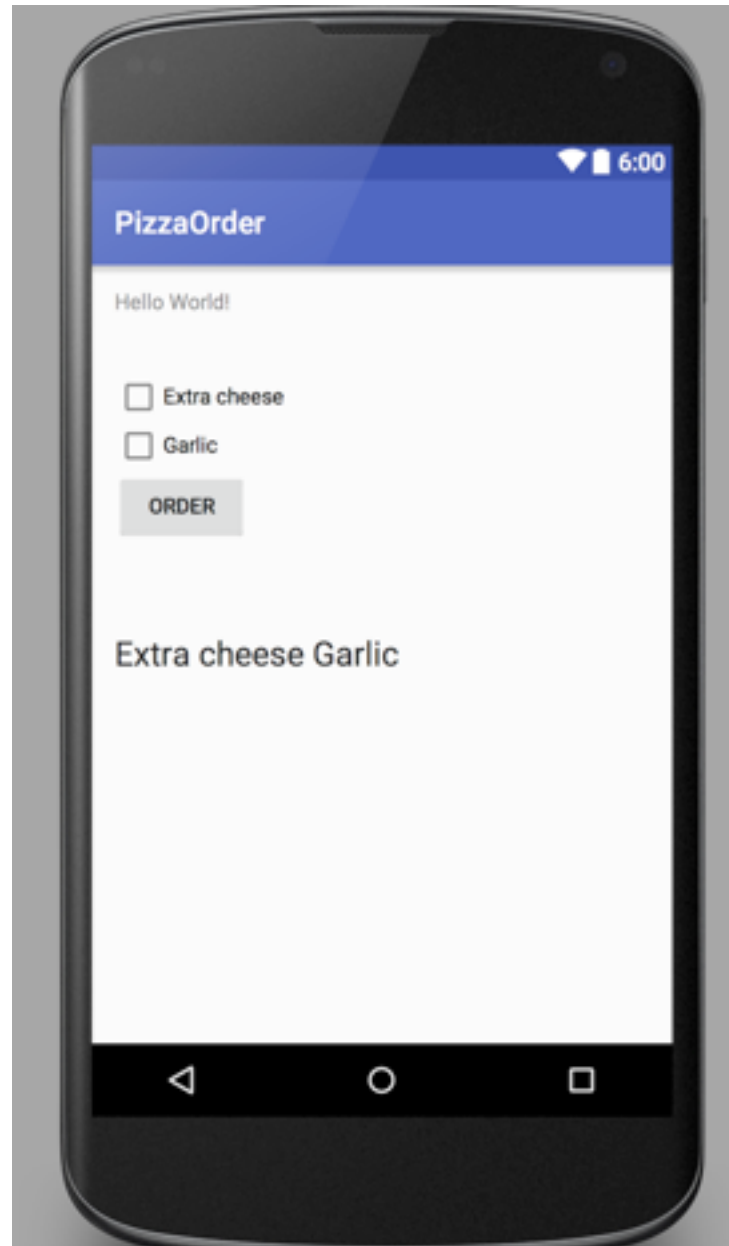 6:00
PizzaOrder
Hello World!
Extra cheese
Garlic
ORDER
Extra cheese Garlic